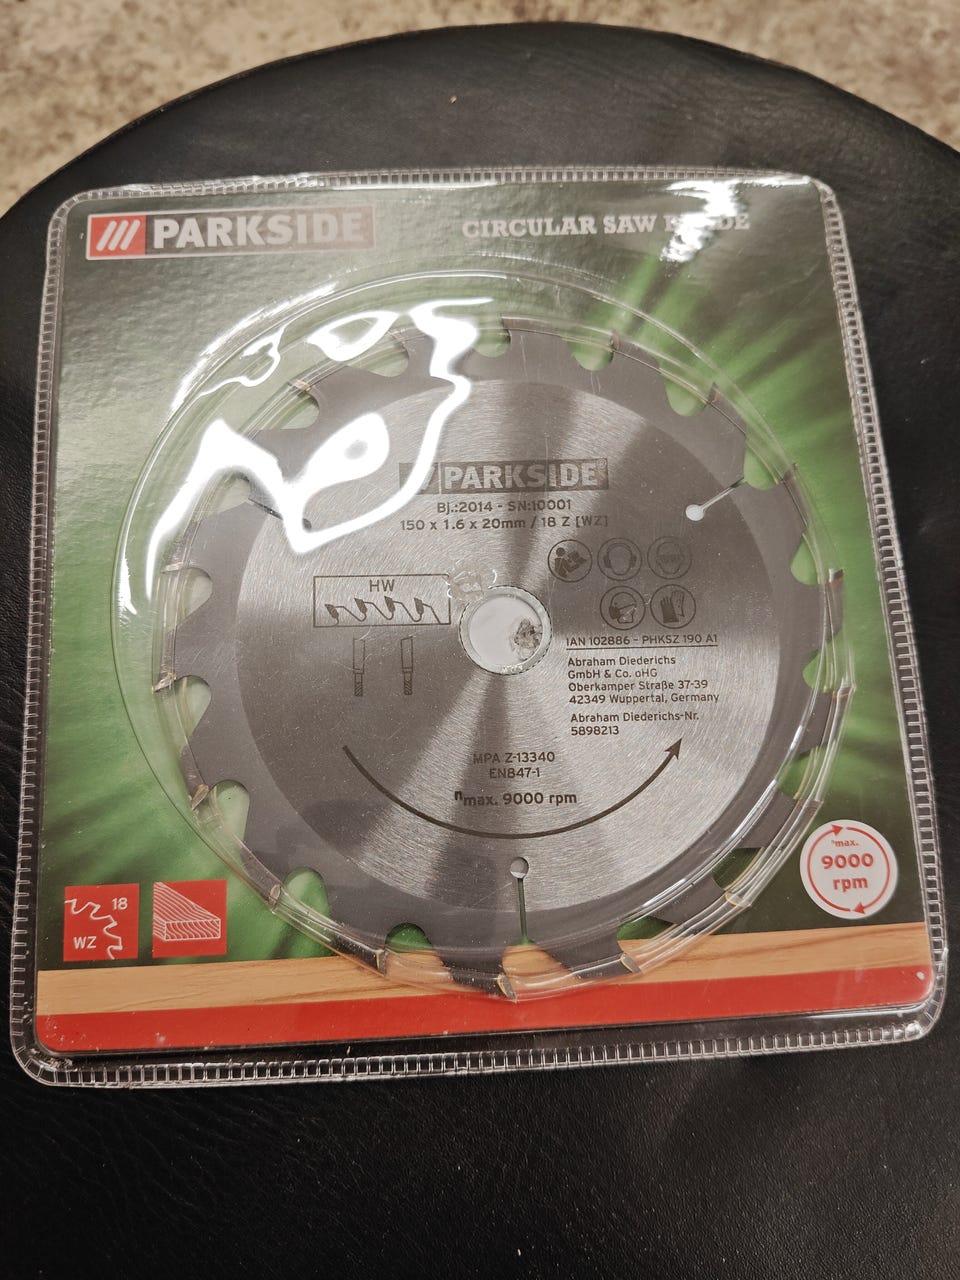 PARKSIDE
CIRCULAR SAW
PARKSIDE
Bj.:2014 - SN:10001
150 x 1.6 x 20mm / 18 Z [WZ]
HW
IAN 102886 - PHKSZ 190 A1
Abraham Diederichs
GmbH & Co. oHG
Oberkamper Straße 37-39
42349 Wuppertal, Germany
Abraham Diederichs-Nr.
5898213
MPA Z-13340
EN847-1
nmax. 9000 rpm
18
WZ
nmax.
9000
rpm